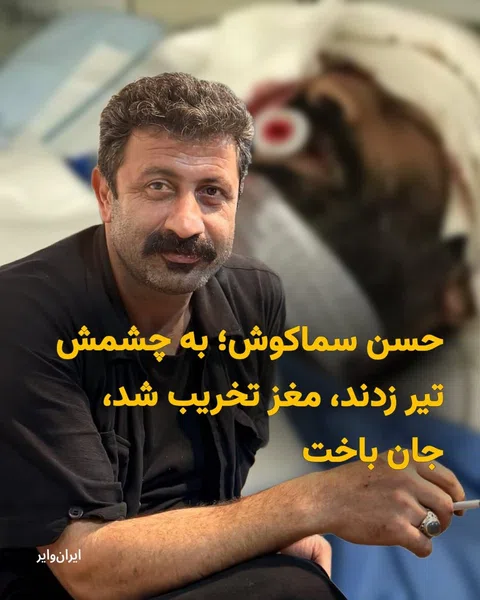 حسن سماکوش؛ به چشمش
تیر زدند، مغز تخریب شد،
جان باخت
ایران‌وایر